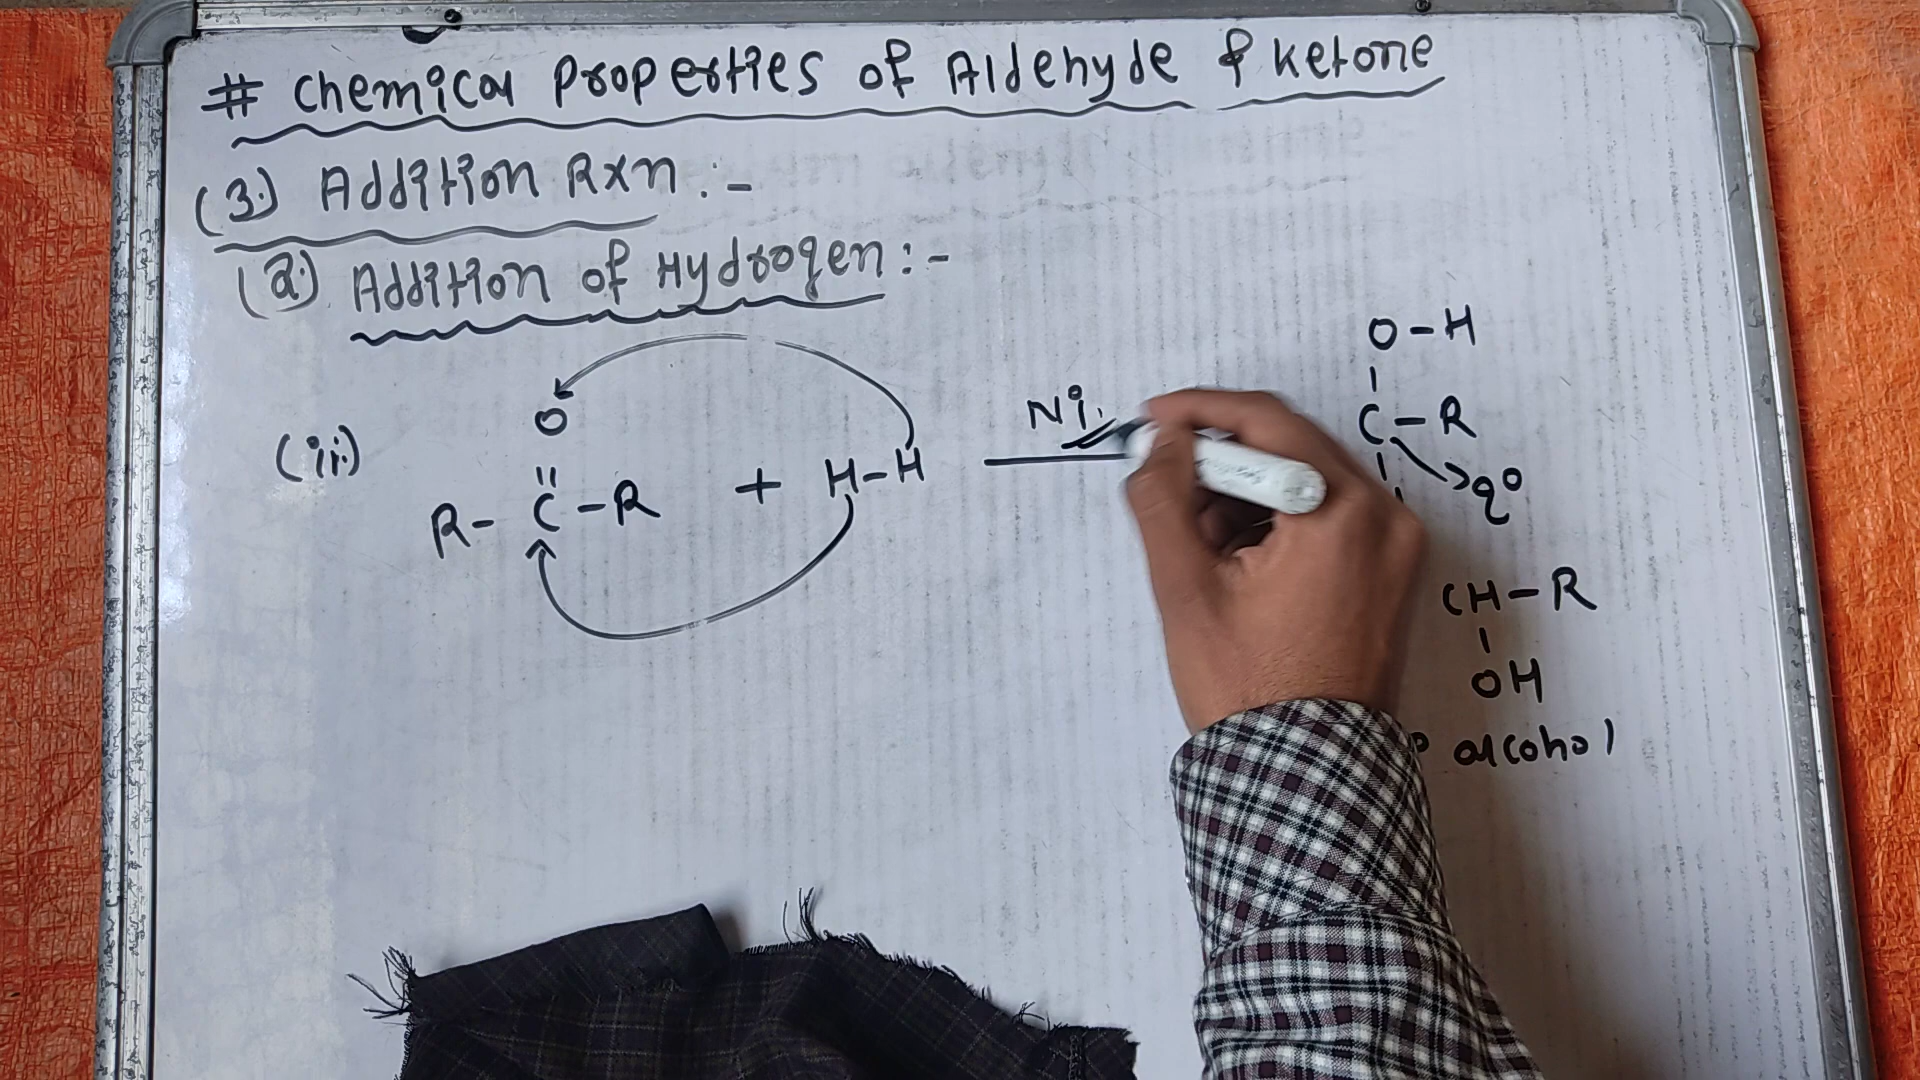 # Chemical Properties of Aldehyde & Ketone
(3.) Addition Rxn :-
(a.) Addition of Hydrogen :-
O-H
O
Ni.
C-R
(ii)
=
H-H
2°
R-C-R +
CH-R
OH
alcohol